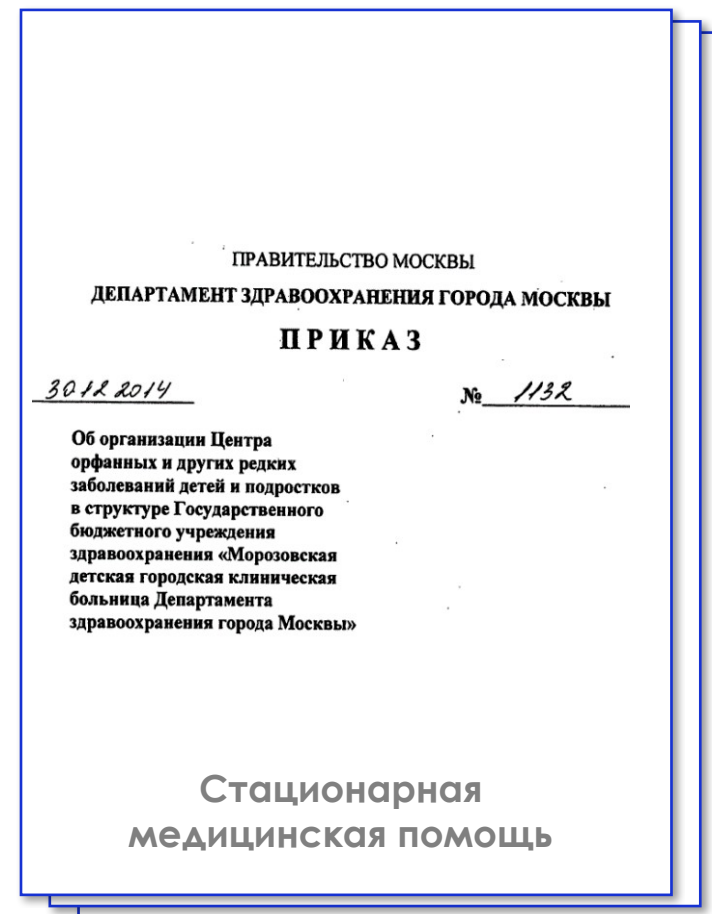 ПРАВИТЕЛЬСТВО МОСКВЫ
ДЕПАРТАМЕНТ ЗДРАВООХРАНЕНИЯ ГОРОДА МОСКВЫ
ПРИКАЗ
30.12 2014 № 1132
Об организации Центра
орфанных и других редких
заболеваний детей и подростков
в структуре Государственного
бюджетного учреждения
здравоохранения «Морозовская
детская городская клиническая
больница Департамента
здравоохранения города Москвы»
Стационарная
медицинская помощь